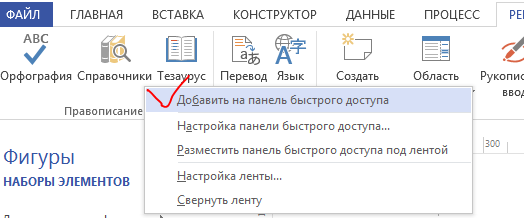 ФАЙЛ ГЛАВНАЯ ВСТАВКА КОНСТРУКТОР ДАННЫЕ ПРОЦЕСС
ABC
Орфография Справочники Тезаурус Перевод Язык Создать Область
ввод
Правописание
Добавить на панель быстрого доступа
Настройка панели быстрого доступа...
Разместить панель быстрого доступа под лентой
Настройка ленты...
Свернуть ленту
300
Фигуры
НАБОРЫ ЭЛЕМЕНТОВ